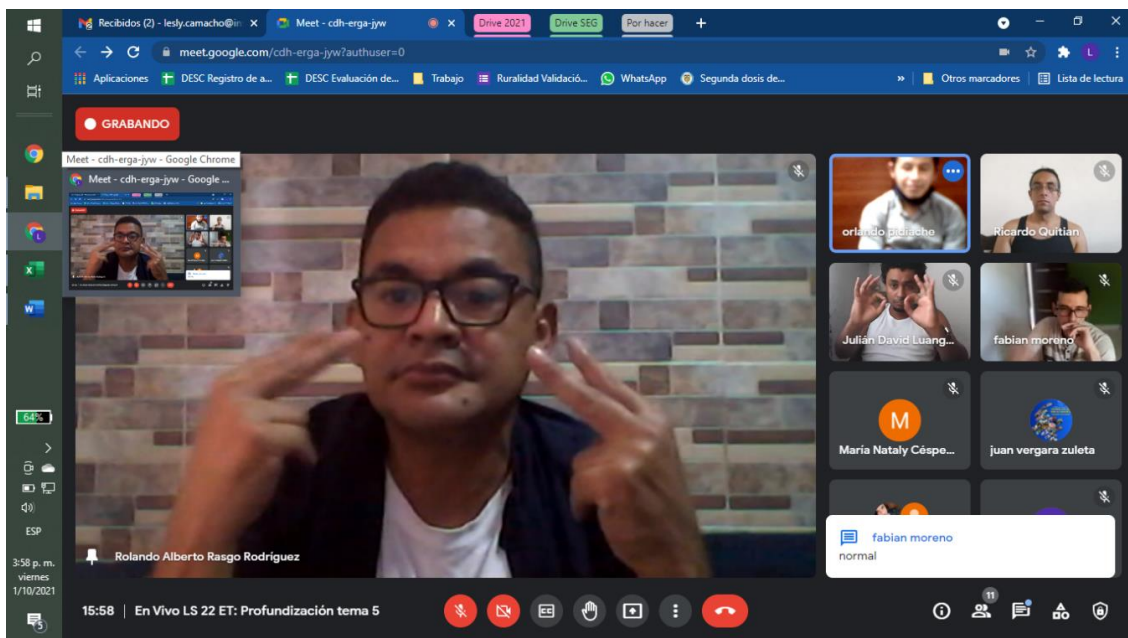 Recibidos (2) - lesly.camacho@in
Meet - cdh-erga-jyw
Drive 2021
Drive SEG
Por hacer
meet.google.com/cdh-erga-jyw?authuser=0
L
Aplicaciones
DESC Registro de a...
DESC Evaluación de...
Trabajo
Ruralidad Validació...
WhatsApp
Segunda dosis de...
»
Otros marcadores
Lista de lectura
GRABANDO
Meet - cdh-erga-jyw - Google Chrome
Meet - cdh-erga-jyw - Google ...
orlando pidiache
Ricardo Quitian
Julián David Luang...
fabian moreno
M
María Nataly Céspe...
juan vergara zuleta
fabian moreno
normal
Rolando Alberto Rasgo Rodríguez
64%
ESP
3:58 p. m.
viernes
1/10/2021
5
15:58 | En Vivo LS 22 ET: Profundización tema 5
11